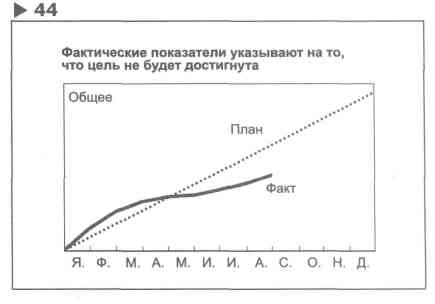 ▶ 44
Фактические показатели указывают на то,
что цель не будет достигнута
Общее
План
Факт
Я. Ф. М. А. М. И. И. А. С. О. Н. Д.